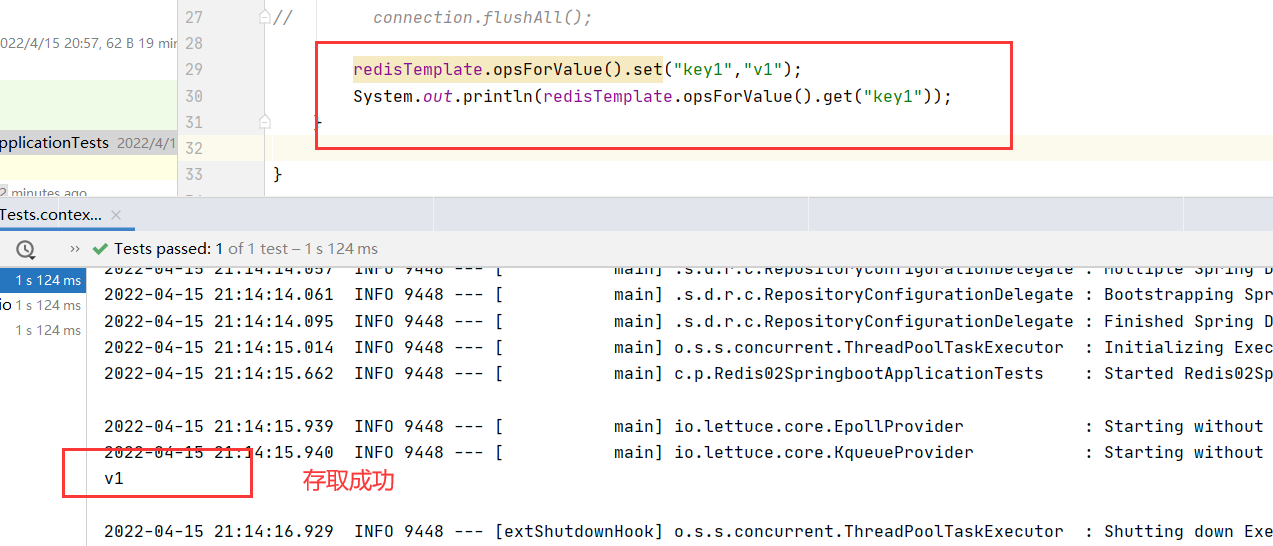 27 // connection.flushAll();
28
2022/4/15 20:57, 62 B 19 min
29 redisTemplate.opsForValue().set("key1","v1");
30 System.out.println(redisTemplate.opsForValue().get("key1"));
31 }
pplicationTests 2022/4/1
32
33 }
2 minutes ago
Tests.contex... ×
» Tests passed: 1 of 1 test – 1 s 124 ms
1 s 124 ms
io 1 s 124 ms
1 s 124 ms
2022-04-15 21:14:14.057 INFO 9448 --- [ main] .s.d.r.c.RepositoryConfigurationDelegate : Multiple Spring D
2022-04-15 21:14:14.061 INFO 9448 --- [ main] .s.d.r.c.RepositoryConfigurationDelegate : Bootstrapping Spr
2022-04-15 21:14:14.095 INFO 9448 --- [ main] .s.d.r.c.RepositoryConfigurationDelegate : Finished Spring D
2022-04-15 21:14:15.014 INFO 9448 --- [ main] o.s.s.concurrent.ThreadPoolTaskExecutor : Initializing Exec
2022-04-15 21:14:15.662 INFO 9448 --- [ main] c.p.Redis02SpringbootApplicationTests : Started Redis02Sp
2022-04-15 21:14:15.939 INFO 9448 --- [ main] io.lettuce.core.EpollProvider : Starting without
2022-04-15 21:14:15.940 INFO 9448 --- [ main] io.lettuce.core.KqueueProvider : Starting without
v1 存取成功
2022-04-15 21:14:16.929 INFO 9448 --- [extShutdownHook] o.s.s.concurrent.ThreadPoolTaskExecutor : Shutting down Exe